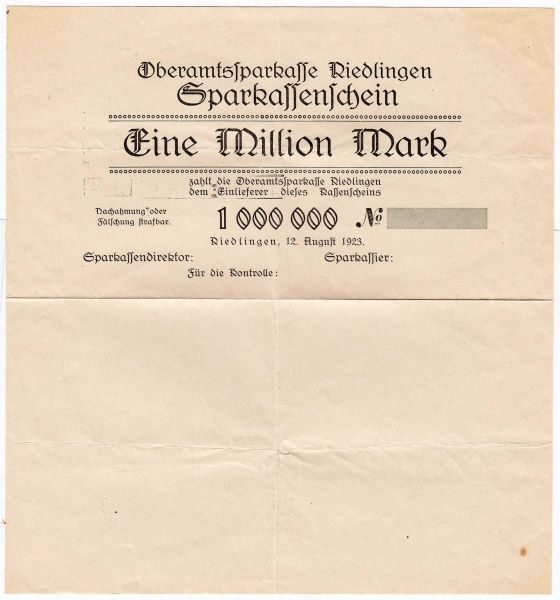 Oberamtssparkasse Riedlingen
Sparkassenschein
Eine Million Mark
zahlt die Oberamtssparkasse Riedlingen
dem Einlieferer dieses Kassenscheins
Nachahmung oder
Fälschung strafbar.
1 000 000 No
Riedlingen, 12. August 1923.
Sparkassendirektor: Sparkassier:
Für die Kontrolle: